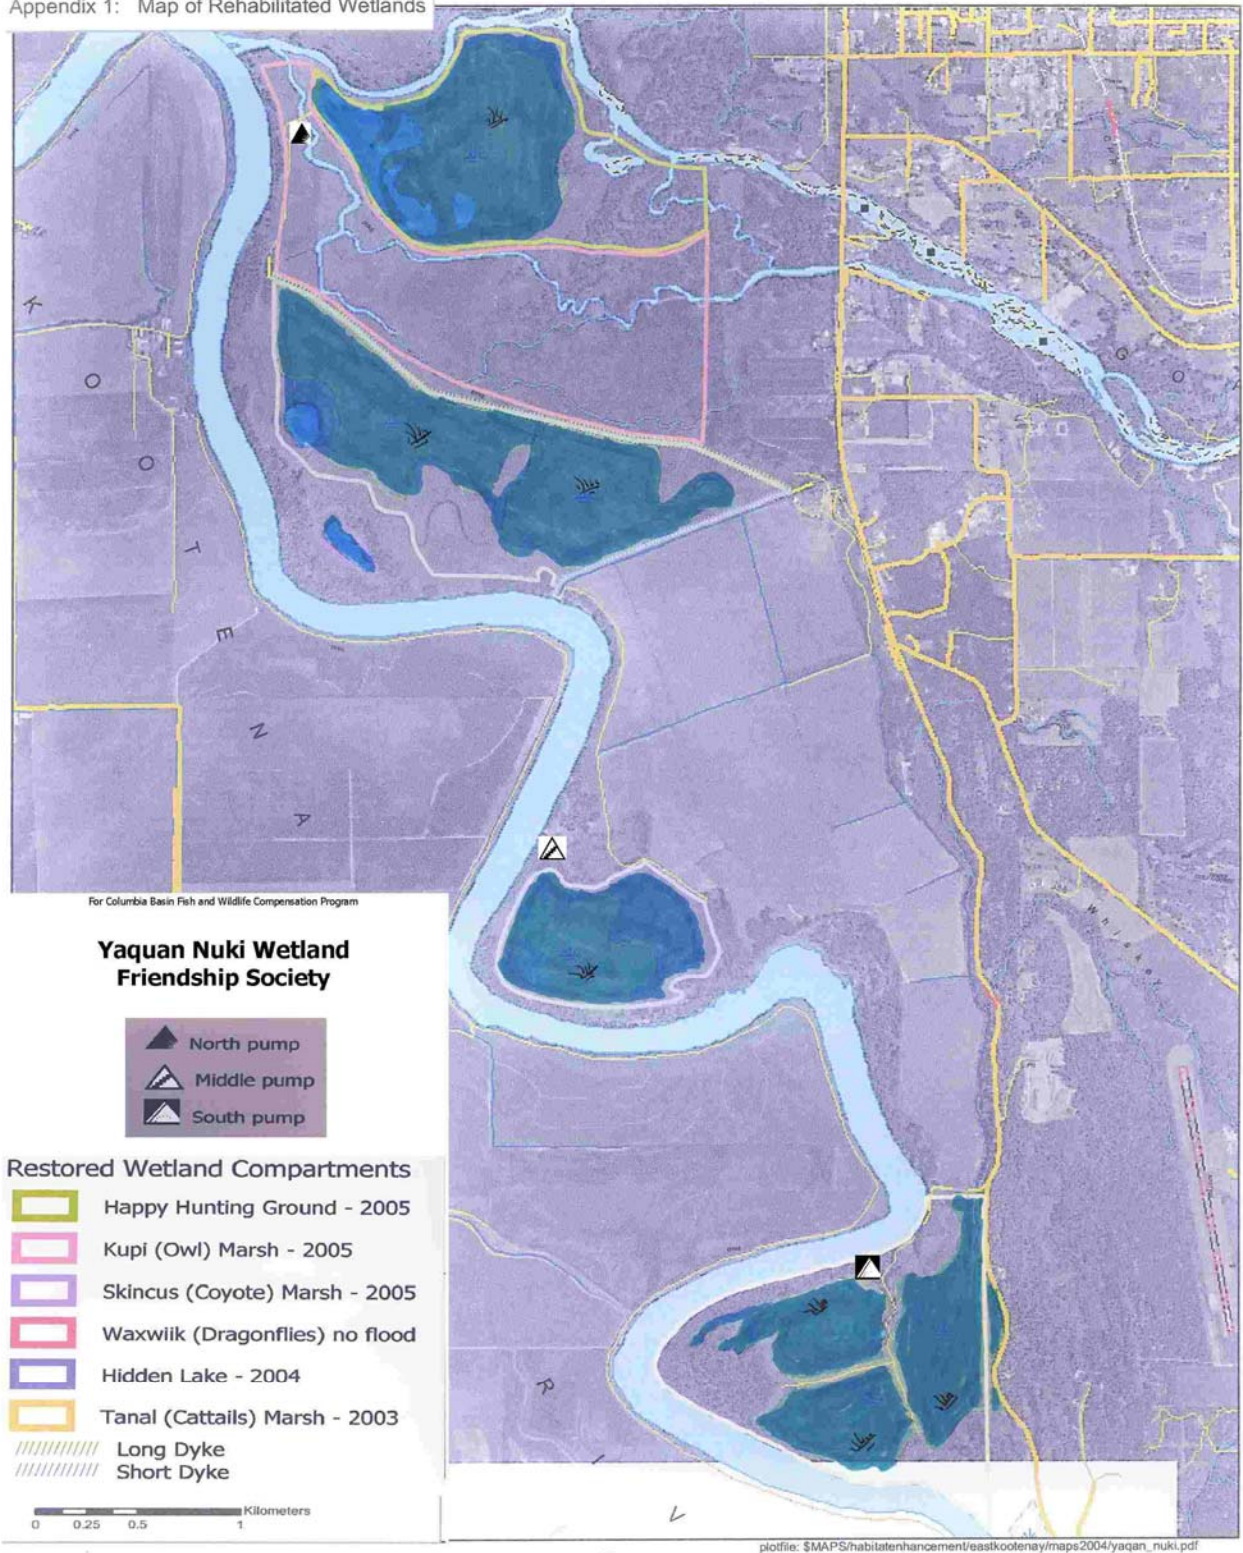 Appendix 1: Map of Rehabilitated Wetlands
K
O
O
T
E
N
A
G
O
Whiskey
For Columbia Basin Fish and Wildlife Compensation Program
Yaquan Nuki Wetland
Friendship Society
North pump
Middle pump
South pump
Restored Wetland Compartments
Happy Hunting Ground - 2005
Kupi (Owl) Marsh - 2005
Skincus (Coyote) Marsh - 2005
Waxwiik (Dragonflies) no flood
Hidden Lake - 2004
Tanal (Cattails) Marsh - 2003
Long Dyke
Short Dyke
Kilometers
0 0.25 0.5 1
R
I
V
plotfile: $MAPS/habitatenhancement/eastkootenay/maps2004/yaqan_nuki.pdf